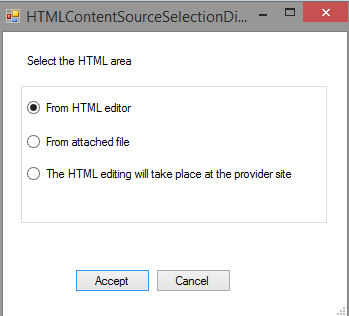 HTMLContentSourceSelectionDi...
Select the HTML area
From HTML editor
From attached file
The HTML editing will take place at the provider site
Accept Cancel